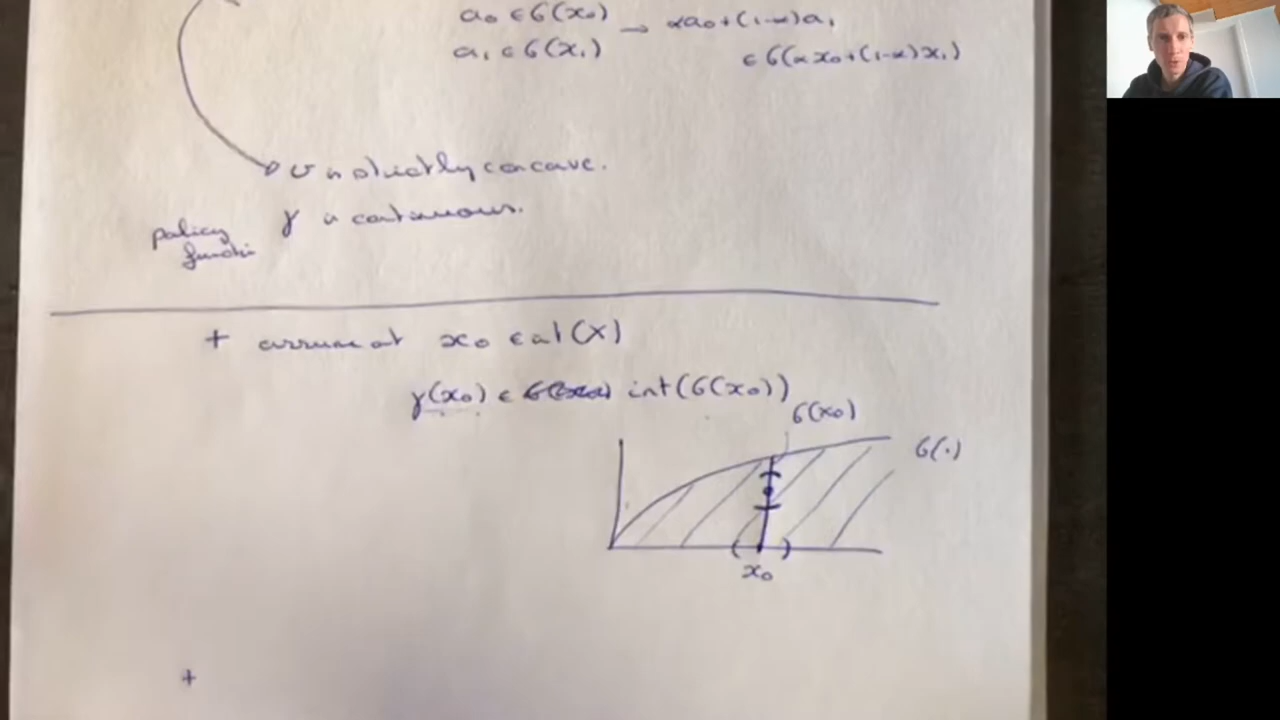 a₀ ∈ G(x₀) → αa₀+(1-α)a₁
a₁ ∈ G(x₁) ∈ G(αx₀+(1-α)x₁)
v is strictly concave.
γ is continuous.
policy
functi
+ assume at x₀ ∈ int(X)
γ(x₀) ∈ int(G(x₀))
G(x₀)
G(·)
x₀
+